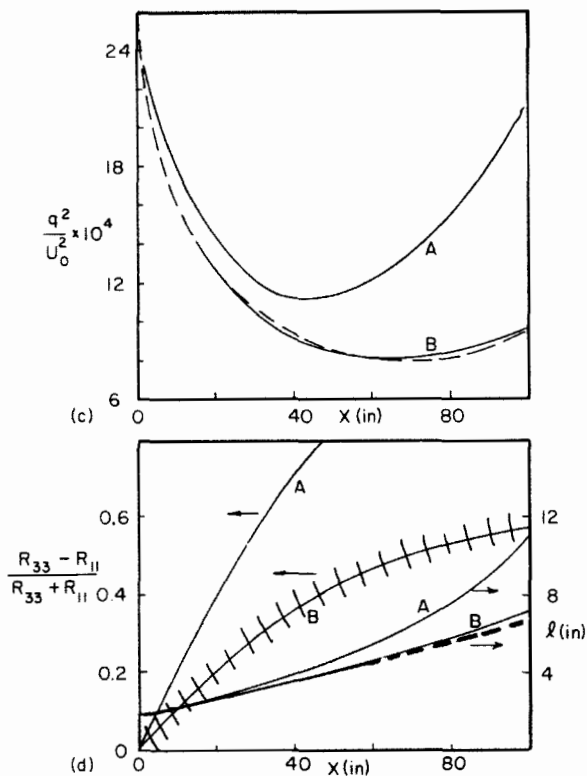 24
18
12
6
q²/U₀² × 10⁴
A
B
(c)
0
40
80
X (in)
0.6
0.4
0.2
0
R₃₃ − R₁₁
R₃₃ + R₁₁
A
B
A
B
12
8
4
ℓ (in)
(d)
0
40
80
X (in)